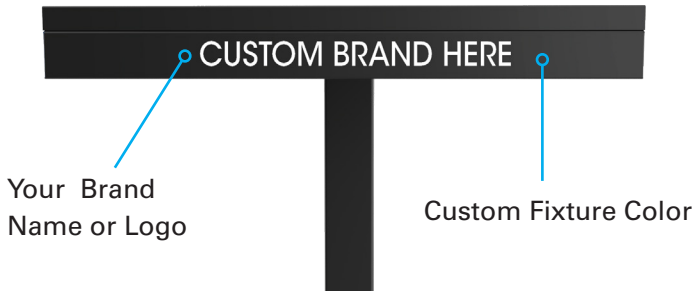 CUSTOM BRAND HERE
Your Brand
Name or Logo
Custom Fixture Color